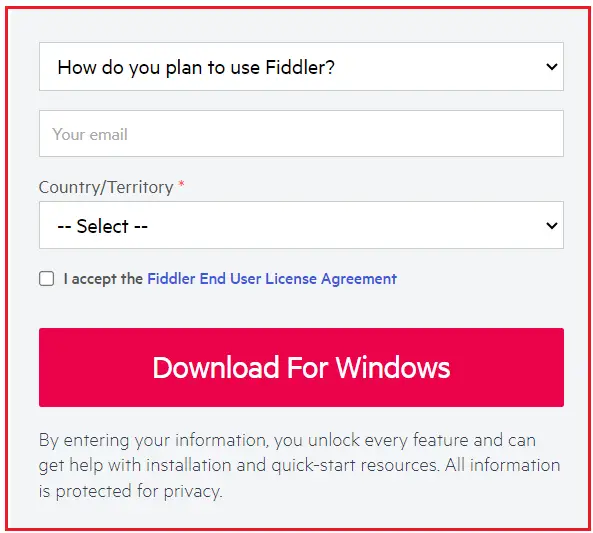 How do you plan to use Fiddler?
Your email
Country/Territory *
-- Select --
I accept the Fiddler End User License Agreement
Download For Windows
By entering your information, you unlock every feature and can
get help with installation and quick-start resources. All information
is protected for privacy.